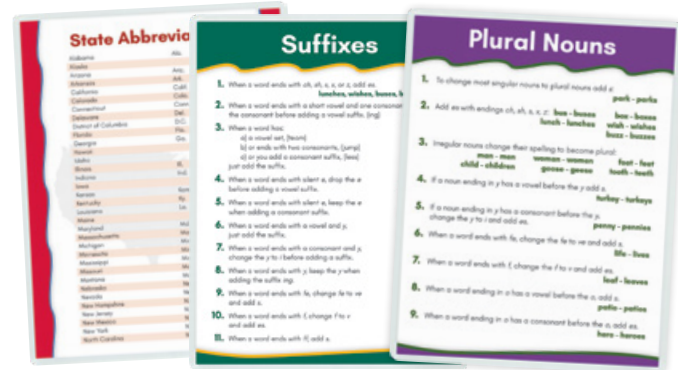 State Abbrevia
Alabama Ala.
Alaska
Arizona
Arkansas Ark.
California Calif
Colorado
Connecticut
Delaware Del.
District of Columbia D.C.
Florida Fla.
Georgia Ga.
Hawaii
Idaho
Illinois
Indiana Ind.
Iowa
Kansas
Kentucky Ky.
Louisiana La.
Maine
Maryland
Massachusetts
Michigan
Minnesota
Mississippi
Missouri
Montana
Nebraska
Nevada
New Hampshire
New Jersey
New Mexico
New York
North Carolina
Suffixes
1. When a word ends with ch, sh, s, x, or z, add es.
lunches, wishes, buses, b
2. When a word ends with a short vowel and one consonan
the consonant before adding a vowel suffix. (ing)
3. When a word has:
a) a vowel set, (team)
b) or ends with two consonants, (jump)
c) or you add a consonant suffix, (less)
just add the suffix.
4. When a word ends with silent e, drop the e
before adding a vowel suffix.
5. When a word ends with silent e, keep the e
when adding a consonant suffix.
6. When a word ends with a vowel and y,
just add the suffix.
7. When a word ends with a consonant and y,
change the y to i before adding a suffix.
8. When a word ends with y, keep the y when
adding the suffix ing.
9. When a word ends with fe, change fe to ve
and add s.
10. When a word ends with f, change f to v
and add es.
11. When a word ends with ff, add s.
Plural Nouns
1. To change most singular nouns to plural nouns add s:
park - parks
2. Add es with endings ch, sh, s, x, z: bus - buses box - boxes
lunch - lunches wish - wishes
buzz - buzzes
3. Irregular nouns change their spelling to become plural:
man - men woman - women foot - feet
child - children goose - geese tooth - teeth
4. If a noun ending in y has a vowel before the y add s.
turkey - turkeys
5. If a noun ending in y has a consonant before the y,
change the y to i and add es.
penny - pennies
6. When a word ends with fe, change the fe to ve and add s.
life - lives
7. When a word ends with f, change the f to v and add es.
leaf - leaves
8. When a word ending in o has a vowel before the o, add s.
patio - patios
9. When a word ending in o has a consonant before the o, add es.
hero - heroes